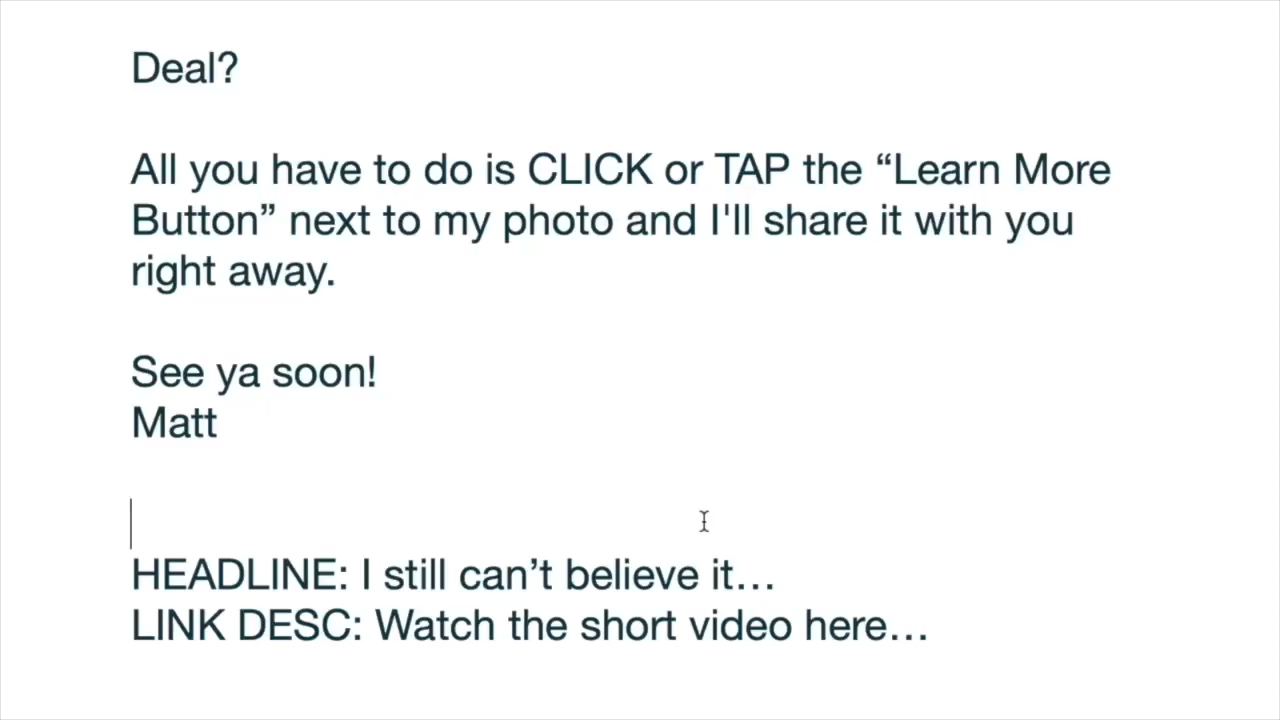 Deal?
All you have to do is CLICK or TAP the “Learn More
Button” next to my photo and I'll share it with you
right away.
See ya soon!
Matt
HEADLINE: I still can’t believe it…
LINK DESC: Watch the short video here…